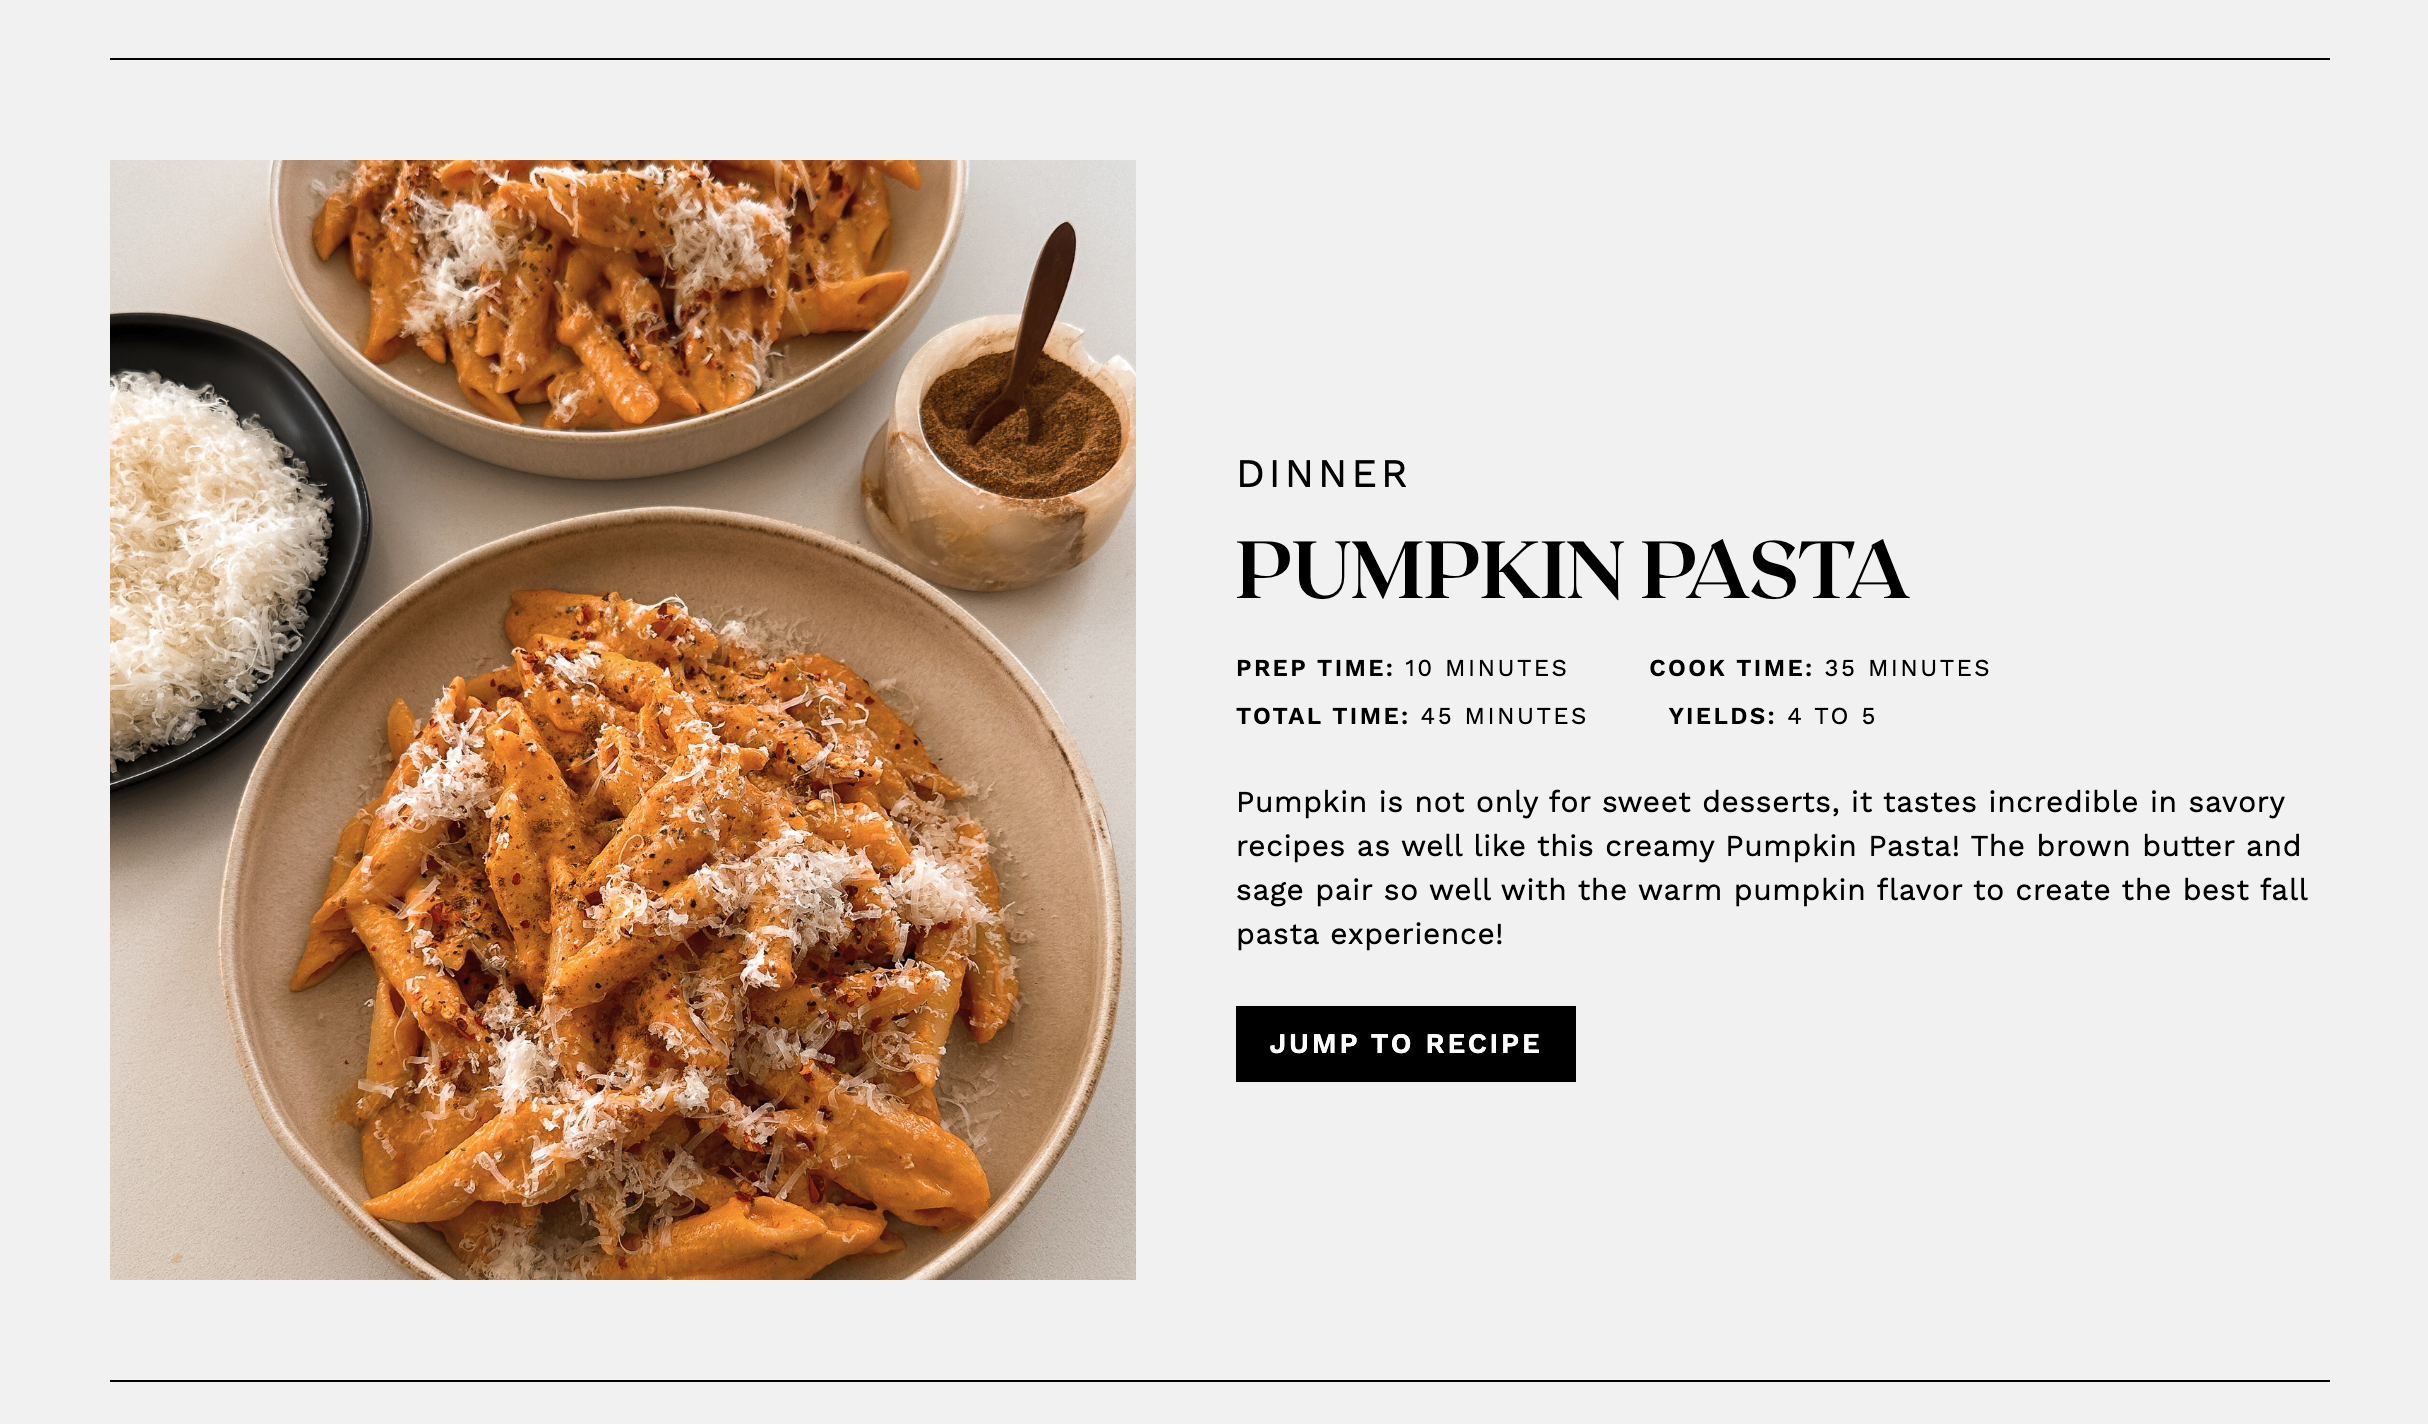 DINNER
PUMPKIN PASTA
PREP TIME: 10 MINUTES COOK TIME: 35 MINUTES
TOTAL TIME: 45 MINUTES YIELDS: 4 TO 5
Pumpkin is not only for sweet desserts, it tastes incredible in savory
recipes as well like this creamy Pumpkin Pasta! The brown butter and
sage pair so well with the warm pumpkin flavor to create the best fall
pasta experience!
JUMP TO RECIPE